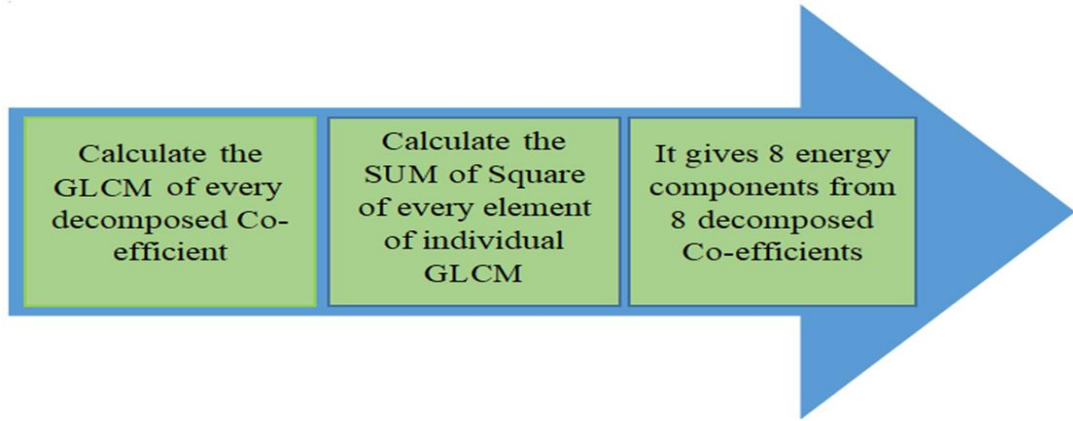 Calculate the
GLCM of every
decomposed Co-
efficient
Calculate the
SUM of Square
of every element
of individual
GLCM
It gives 8 energy
components from
8 decomposed
Co-efficients